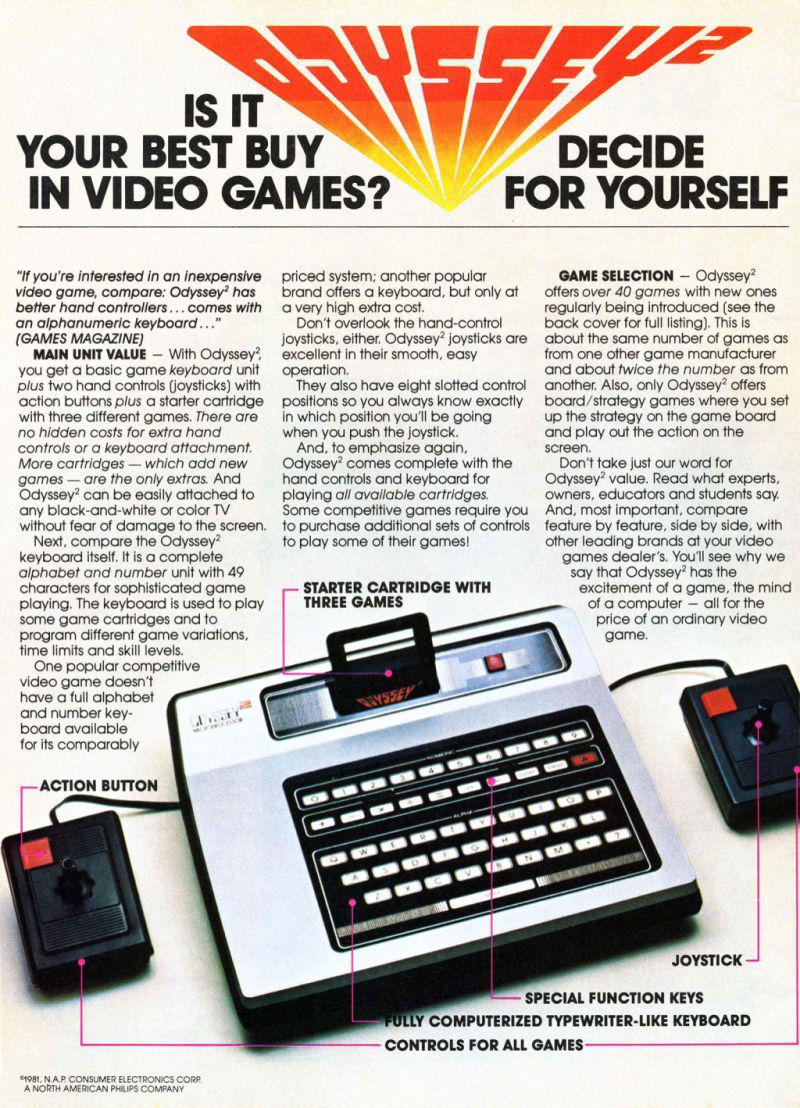 ODYSSEY²
IS IT
YOUR BEST BUY
IN VIDEO GAMES?
DECIDE
FOR YOURSELF
"If you're interested in an inexpensive
video game, compare: Odyssey² has
better hand controllers... comes with
an alphanumeric keyboard..."
(GAMES MAGAZINE)
MAIN UNIT VALUE — With Odyssey²,
you get a basic game keyboard unit
plus two hand controls (joysticks) with
action buttons plus a starter cartridge
with three different games. There are
no hidden costs for extra hand
controls or a keyboard attachment.
More cartridges — which add new
games — are the only extras. And
Odyssey² can be easily attached to
any black-and-white or color TV
without fear of damage to the screen.
Next, compare the Odyssey²
keyboard itself. It is a complete
alphabet and number unit with 49
characters for sophisticated game
playing. The keyboard is used to play
some game cartridges and to
program different game variations,
time limits and skill levels.
One popular competitive
video game doesn't
have a full alphabet
and number key-
board available
for its comparably
priced system; another popular
brand offers a keyboard, but only at
a very high extra cost.
Don't overlook the hand-control
joysticks, either. Odyssey² joysticks are
excellent in their smooth, easy
operation.
They also have eight slotted control
positions so you always know exactly
in which position you'll be going
when you push the joystick.
And, to emphasize again,
Odyssey² comes complete with the
hand controls and keyboard for
playing all available cartridges.
Some competitive games require you
to purchase additional sets of controls
to play some of their games!
GAME SELECTION — Odyssey²
offers over 40 games with new ones
regularly being introduced (see the
back cover for full listing). This is
about the same number of games as
from one other game manufacturer
and about twice the number as from
another. Also, only Odyssey² offers
board/strategy games where you set
up the strategy on the game board
and play out the action on the
screen.
Don't take just our word for
Odyssey² value. Read what experts,
owners, educators and students say.
And, most important, compare
feature by feature, side by side, with
other leading brands at your video
games dealer's. You'll see why we
say that Odyssey² has the
excitement of a game, the mind
of a computer — all for the
price of an ordinary video
game.
STARTER CARTRIDGE WITH
THREE GAMES
ODYSSEY²
ODYSSEY²
MICROPROCESSOR
NUMERIC
0 1 2 3 4 5 6 7 8 9
+ − × ÷ =
ALPHA
Q W E R T Y U I O P
A S D F G H J K L
Z X C V B N M . ?
ACTION BUTTON
JOYSTICK
SPECIAL FUNCTION KEYS
FULLY COMPUTERIZED TYPEWRITER-LIKE KEYBOARD
CONTROLS FOR ALL GAMES
©1981, N.A.P. CONSUMER ELECTRONICS CORP.
A NORTH AMERICAN PHILIPS COMPANY